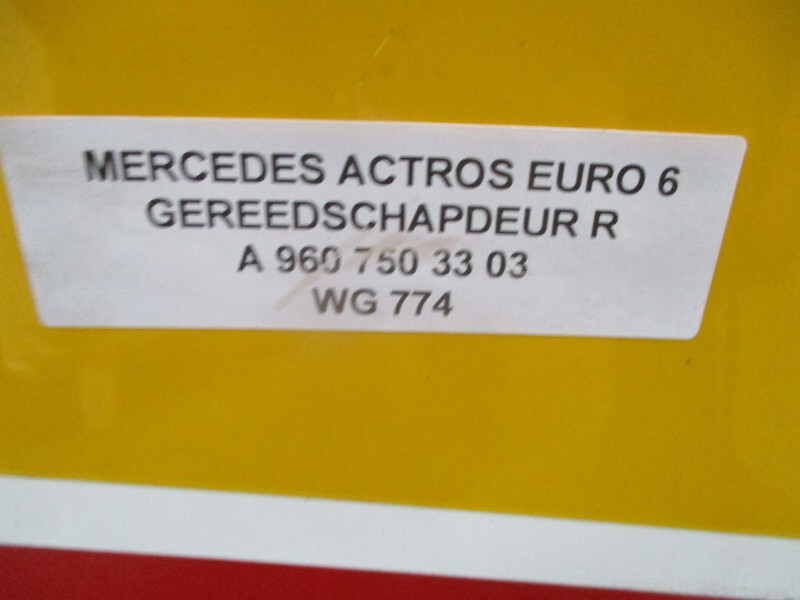 MERCEDES ACTROS EURO 6
GEREEDSCHAPDEUR R
A 960 750 33 03
WG 774